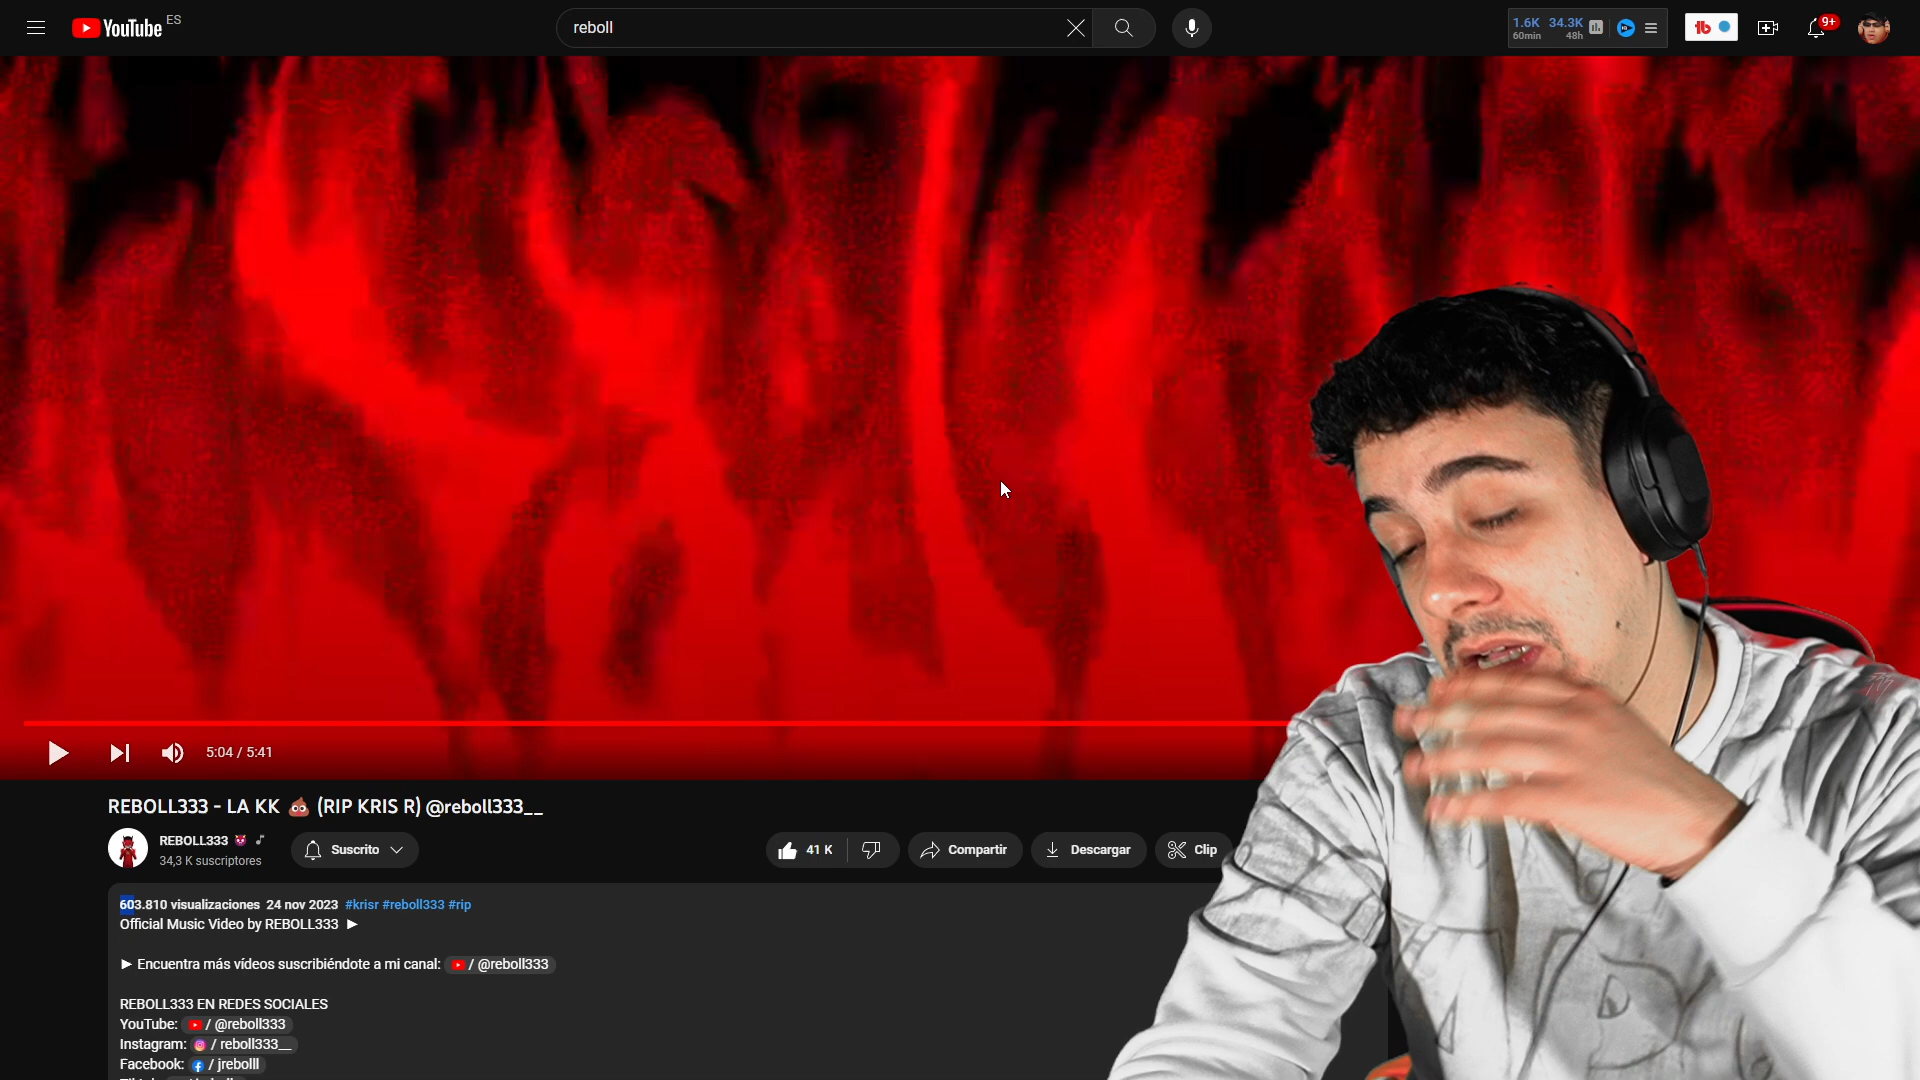 YouTube ES
reboll
1.6K 34.3K
60min 48h
tb
9+
5:04 / 5:41
REBOLL333 - LA KK 💩 (RIP KRIS R) @reboll333__
REBOLL333 😈 🎵
34,3 K suscriptores
Suscrito
41 K
Compartir
Descargar
Clip
603.810 visualizaciones 24 nov 2023 #krisr #reboll333 #rip
Official Music Video by REBOLL333 ►
► Encuentra más vídeos suscribiéndote a mi canal: / @reboll333
REBOLL333 EN REDES SOCIALES
YouTube: / @reboll333
Instagram: / reboll333__
Facebook: / jrebolll